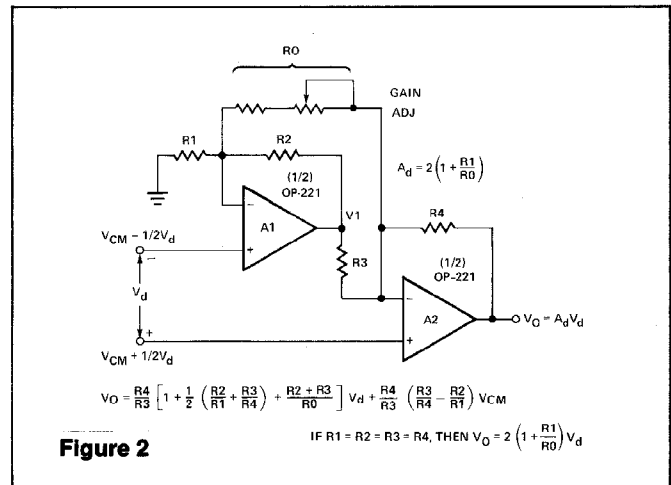 RO
GAIN
ADJ
R1
R2
A_d = 2 (1 + R1/R0)
(1/2)
OP-221
−
A1
+
V1
R4
V_CM − 1/2V_d
−
R3
(1/2)
OP-221
V_d
−
A2
+
V_O = A_dV_d
+
V_CM + 1/2V_d
V_O = R4/R3 [1 + 1/2 (R2/R1 + R3/R4) + R2 + R3/R0] V_d + R4/R3 (R3/R4 − R2/R1) V_CM
IF R1 = R2 = R3 = R4, THEN V_O = 2 (1 + R1/R0) V_d
Figure 2